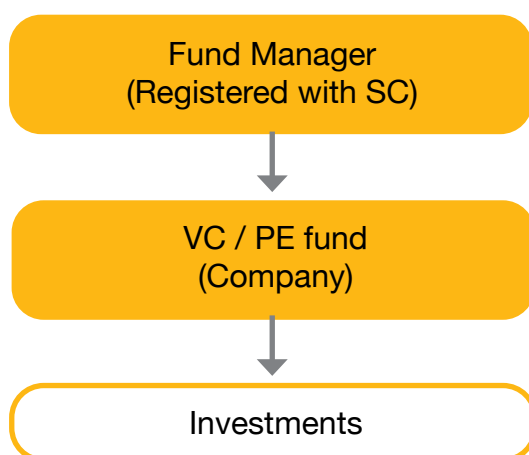 Fund Manager
(Registered with SC)
VC / PE fund
(Company)
Investments